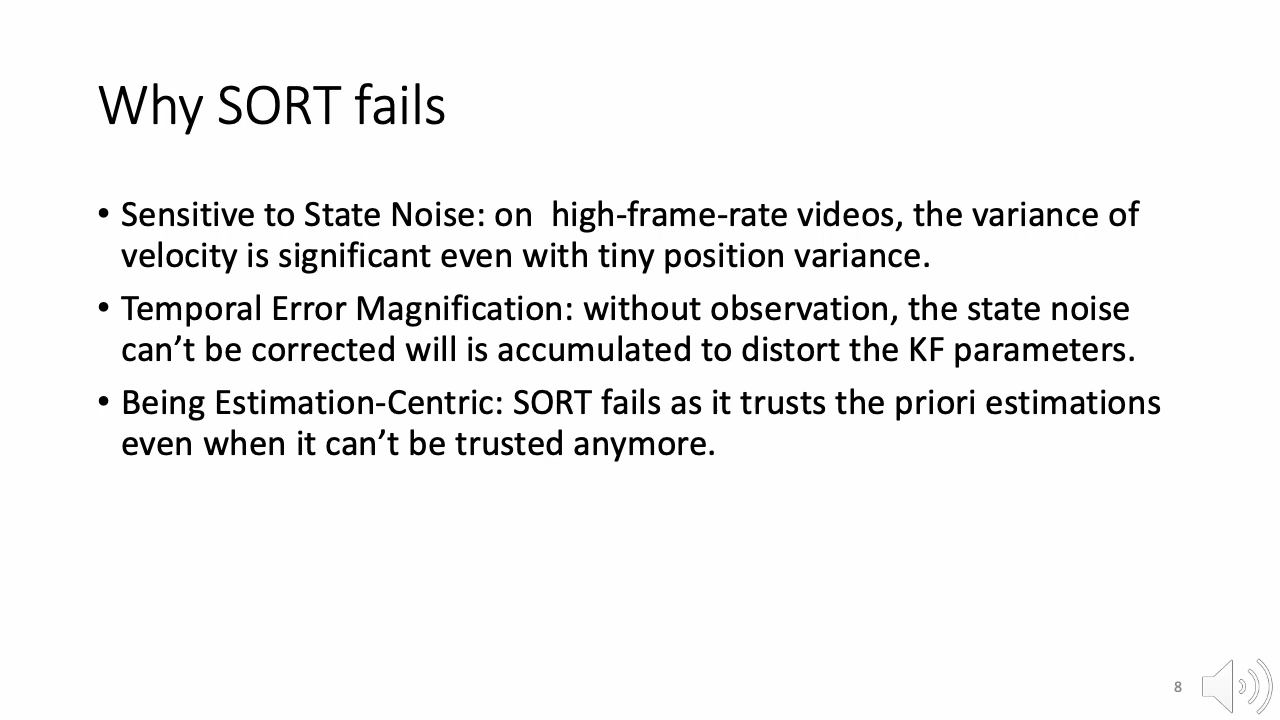 Why SORT fails
• Sensitive to State Noise: on  high-frame-rate videos, the variance of
velocity is significant even with tiny position variance.
• Temporal Error Magnification: without observation, the state noise
can’t be corrected will is accumulated to distort the KF parameters.
• Being Estimation-Centric: SORT fails as it trusts the priori estimations
even when it can’t be trusted anymore.
8